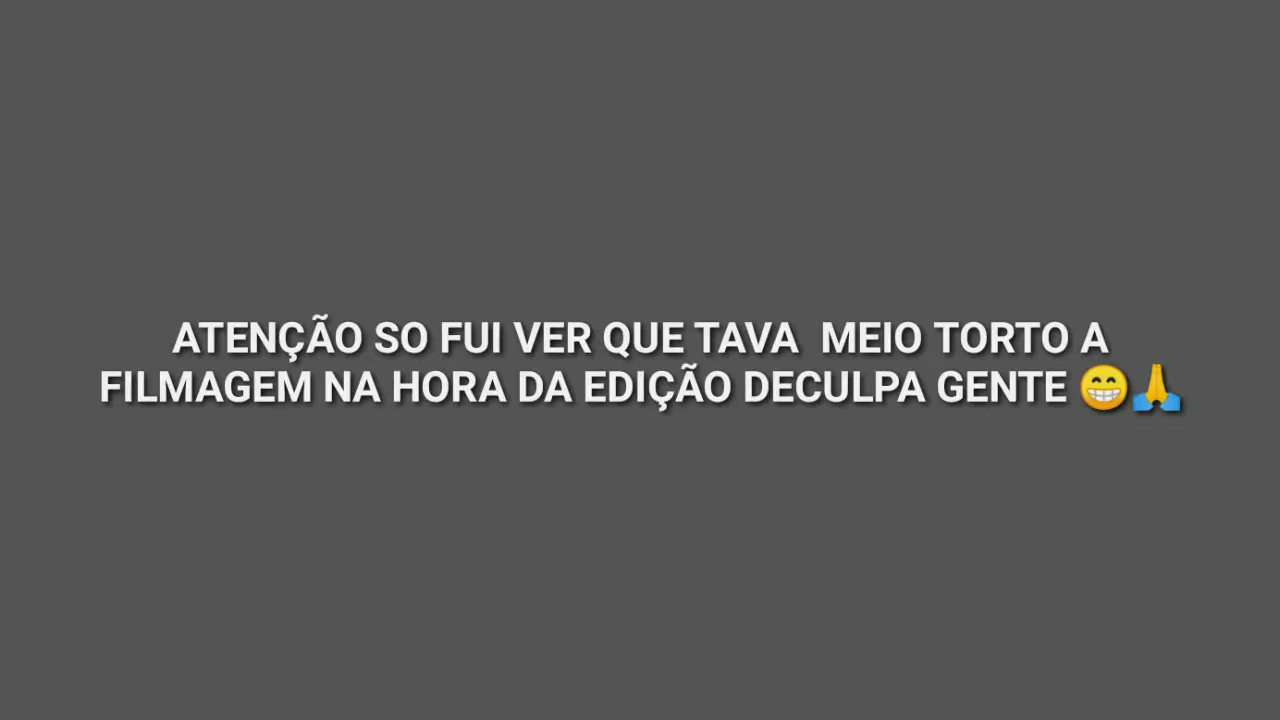 ATENÇÃO SO FUI VER QUE TAVA  MEIO TORTO A
FILMAGEM NA HORA DA EDIÇÃO DECULPA GENTE 😁🙏